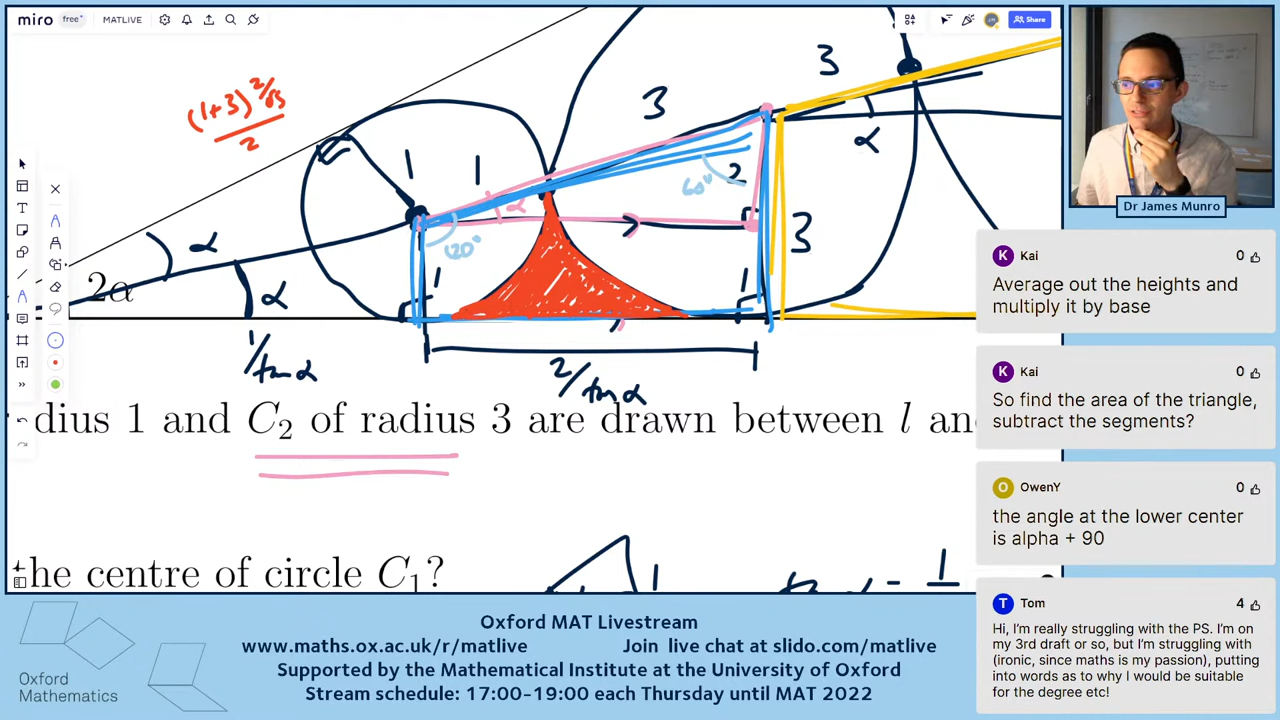 miro free MATLIVE Share
(1+3) 2/√3
2
3
3
α
1
1
α
60°
2
3
120°
1
1
α
2α
α
1/tan α
2/tan α
dius 1 and C₂ of radius 3 are drawn between l an
the centre of circle C₁?
1
1
Dr James Munro
K Kai 0
Average out the heights and
multiply it by base
K Kai 0
So find the area of the triangle,
subtract the segments?
O OwenY 0
the angle at the lower center
is alpha + 90
T Tom 4
Hi, I'm really struggling with the PS. I'm on
my 3rd draft or so, but I'm struggling with
(ironic, since maths is my passion), putting
into words as to why I would be suitable
for the degree etc!
Oxford
Mathematics
Oxford MAT Livestream
www.maths.ox.ac.uk/r/matlive Join live chat at slido.com/matlive
Supported by the Mathematical Institute at the University of Oxford
Stream schedule: 17:00-19:00 each Thursday until MAT 2022